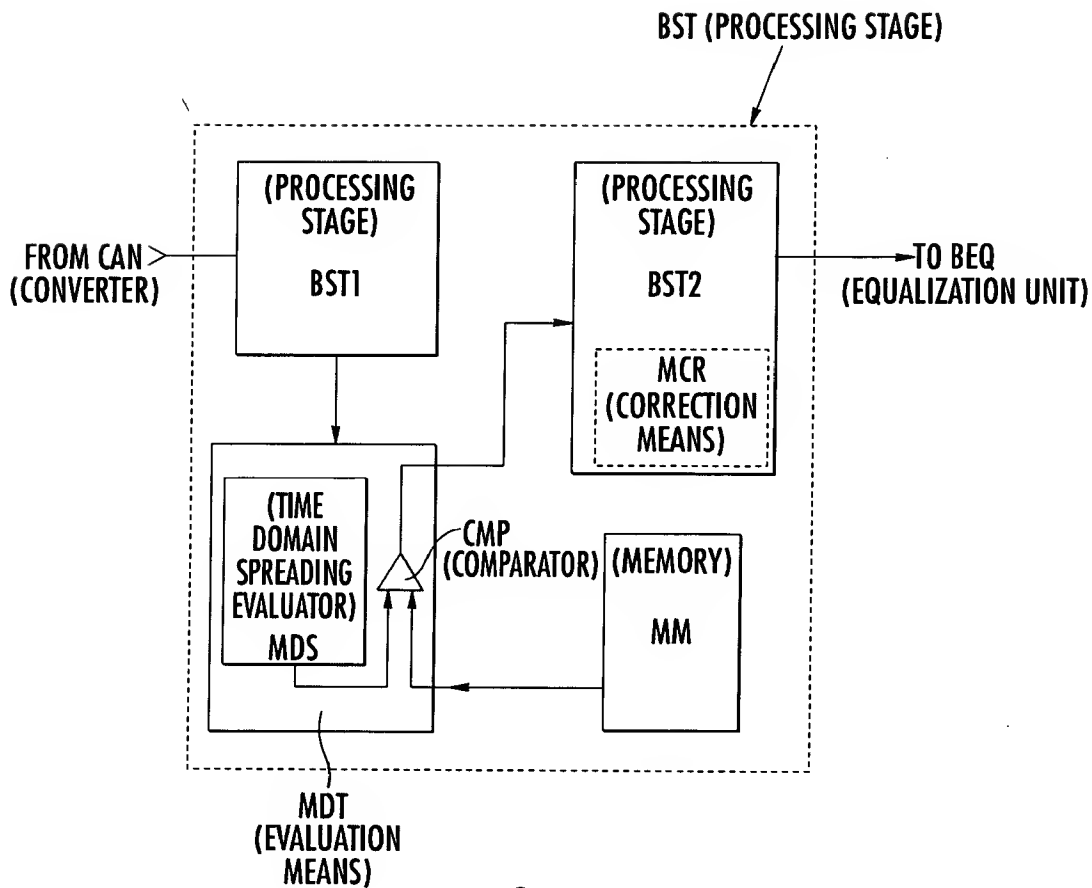 BST (PROCESSING STAGE)
(PROCESSING
STAGE)
BST1
(PROCESSING
STAGE)
BST2
FROM CAN
(CONVERTER)
TO BEQ
(EQUALIZATION UNIT)
MCR
(CORRECTION
MEANS)
(TIME
DOMAIN
SPREADING
EVALUATOR)
MDS
CMP
(COMPARATOR)
(MEMORY)
MM
MDT
(EVALUATION
MEANS)